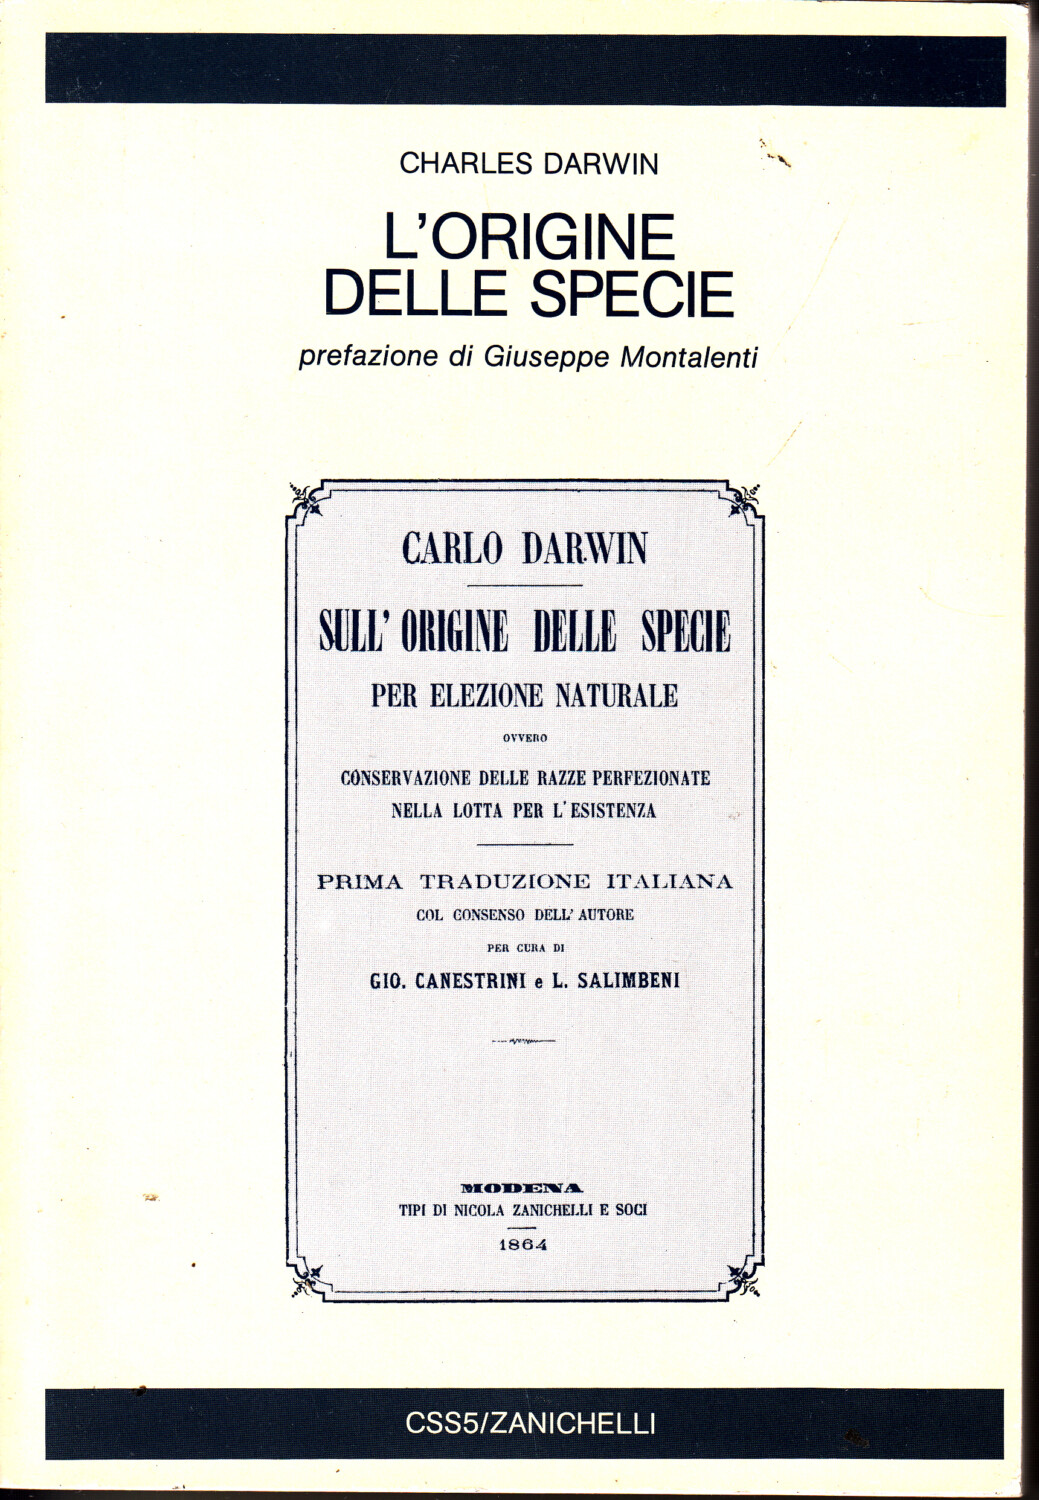 CHARLES DARWIN
L'ORIGINE
DELLE SPECIE
prefazione di Giuseppe Montalenti
CARLO DARWIN
SULL' ORIGINE DELLE SPECIE
PER ELEZIONE NATURALE
OVVERO
CONSERVAZIONE DELLE RAZZE PERFEZIONATE
NELLA LOTTA PER L'ESISTENZA
PRIMA TRADUZIONE ITALIANA
COL CONSENSO DELL' AUTORE
PER CURA DI
GIO. CANESTRINI e L. SALIMBENI
MODENA
TIPI DI NICOLA ZANICHELLI E SOCI
1864
CSS5/ZANICHELLI